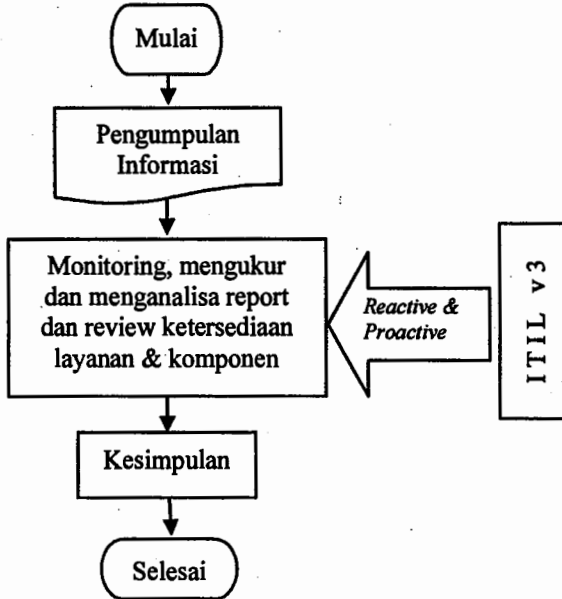 Mulai
Pengumpulan
Informasi
Monitoring, mengukur
dan menganalisa report
dan review ketersediaan
layanan & komponen
Reactive &
Proactive
ITIL v3
Kesimpulan
Selesai